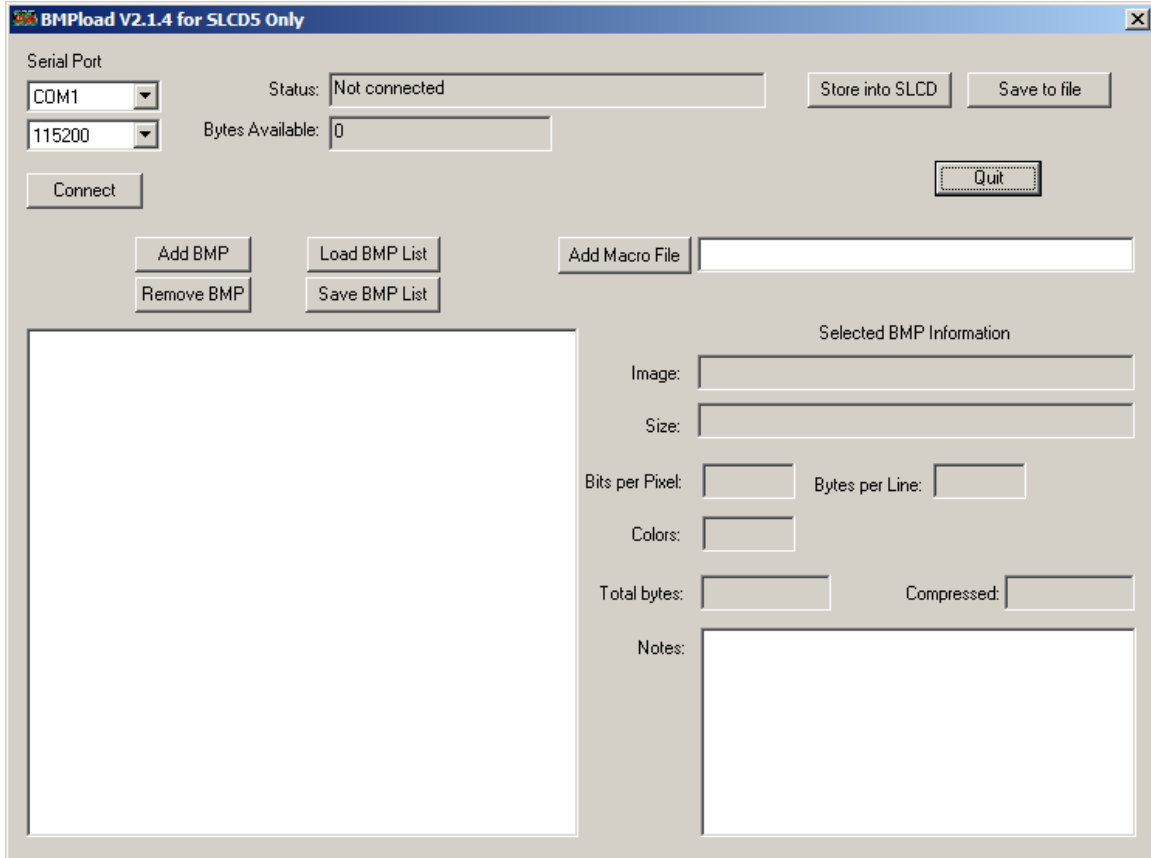 BMPload V2.1.4 for SLCD5 Only
Serial Port
COM1
Status: Not connected
Store into SLCD
Save to file
115200
Bytes Available: 0
Connect
Quit
Add BMP
Load BMP List
Add Macro File
Remove BMP
Save BMP List
Selected BMP Information
Image:
Size:
Bits per Pixel:
Bytes per Line:
Colors:
Total bytes:
Compressed:
Notes: